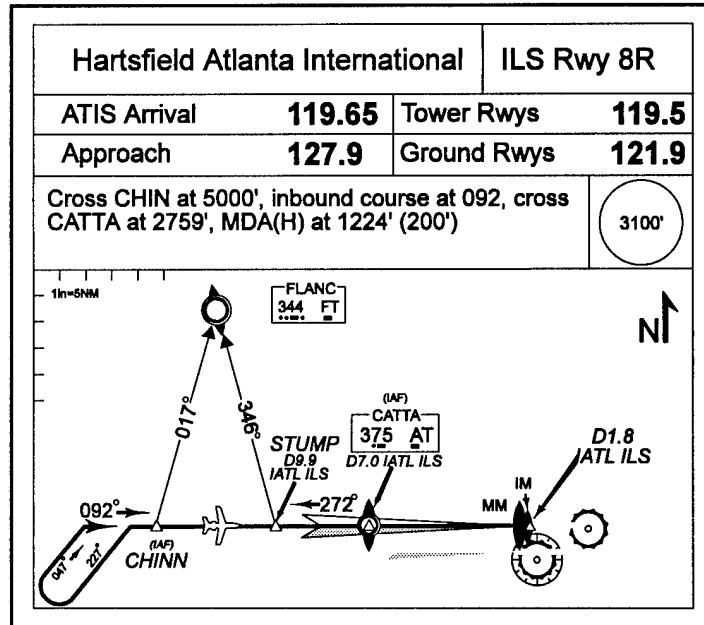 Hartsfield Atlanta International
ILS Rwy 8R
ATIS Arrival 119.65
Tower Rwys 119.5
Approach 127.9
Ground Rwys 121.9
Cross CHIN at 5000', inbound course at 092, cross
CATTA at 2759', MDA(H) at 1224' (200')
3100'
1in=5NM
FLANC
344 FT
N
017°
346°
(IAF)
CATTA
375 AT
D7.0 IATL ILS
STUMP
D9.9
IATL ILS
D1.8
IATL ILS
IM
MM
092°
272°
(IAF)
CHINN
047°
227°